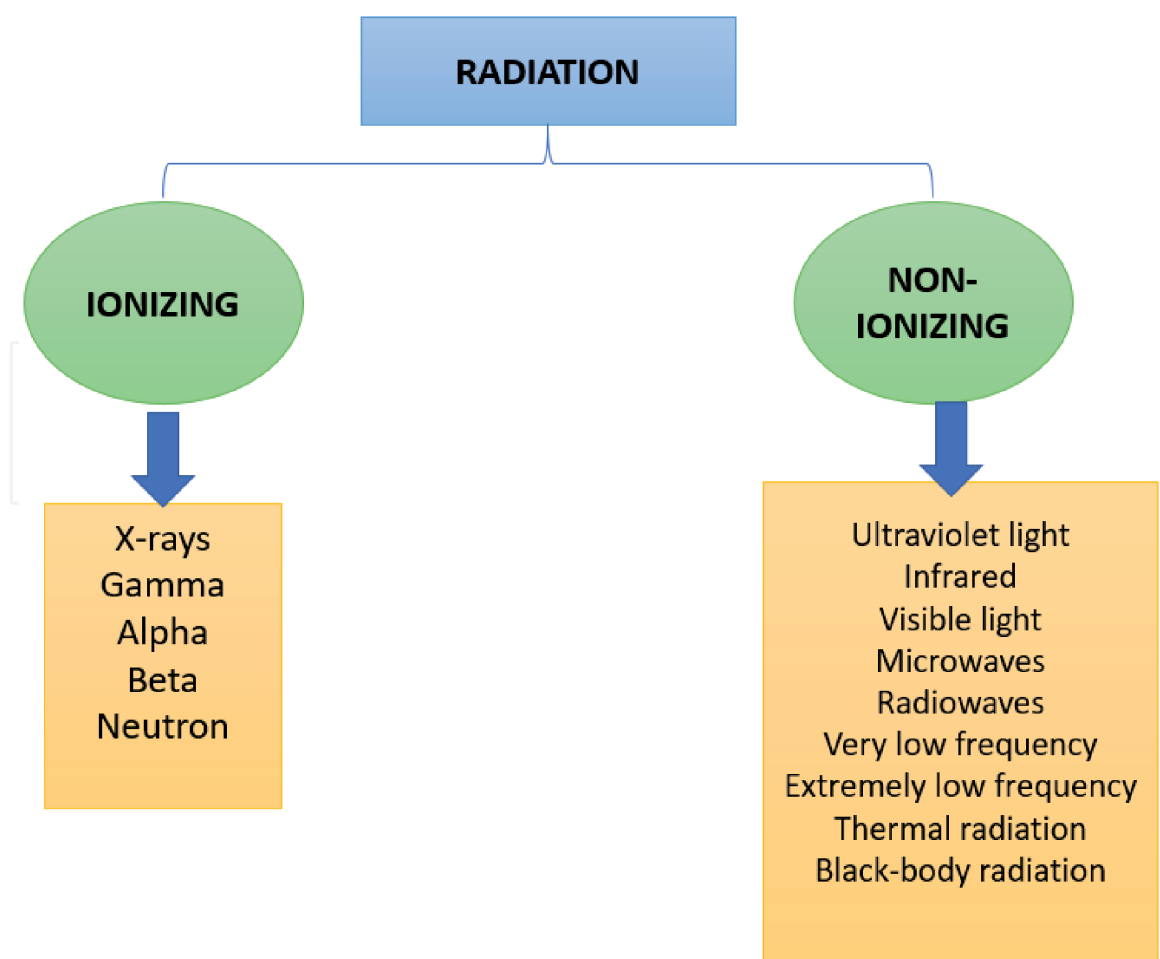 RADIATION
IONIZING
NON-
IONIZING
X-rays
Gamma
Alpha
Beta
Neutron
Ultraviolet light
Infrared
Visible light
Microwaves
Radiowaves
Very low frequency
Extremely low frequency
Thermal radiation
Black-body radiation